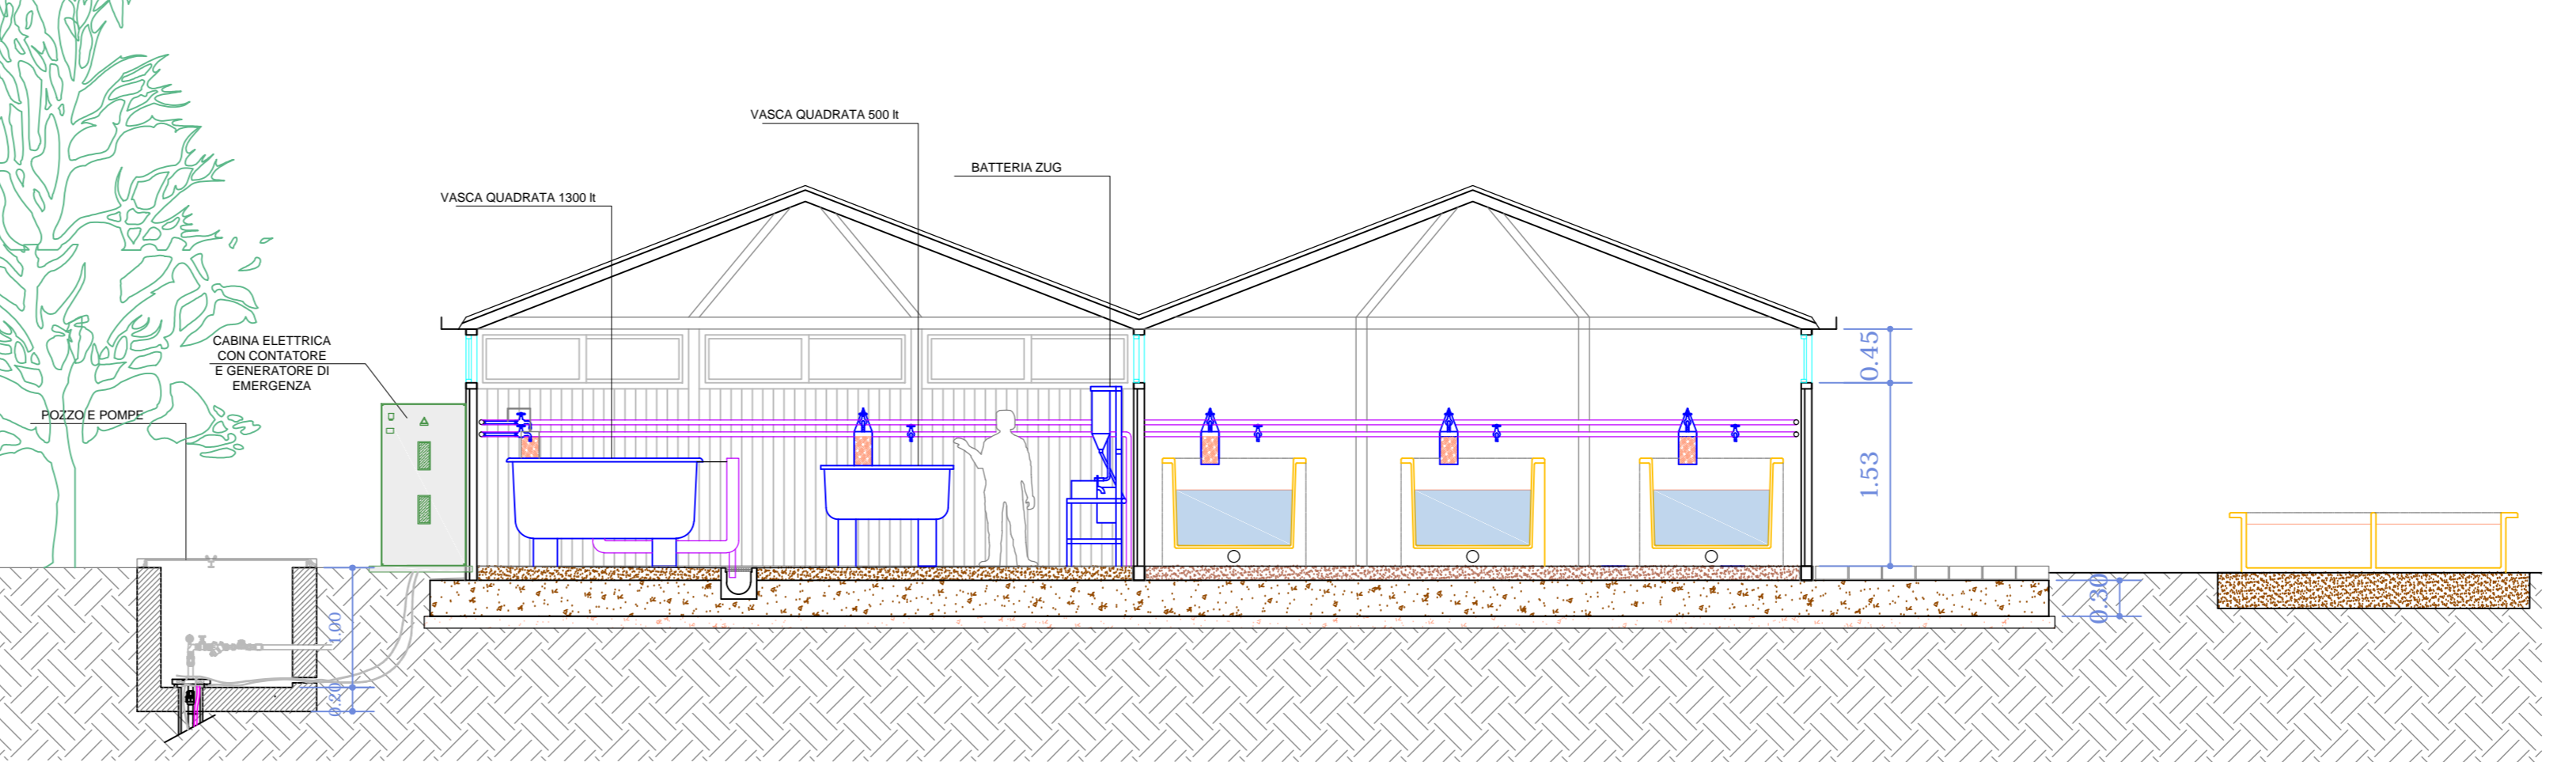 VASCA QUADRATA 500 lt
BATTERIA ZUG
VASCA QUADRATA 1300 lt
CABINA ELETTRICA
CON CONTATORE
E GENERATORE DI
EMERGENZA
POZZO E POMPE
0.45
1.53
0.30
1.00
0.20